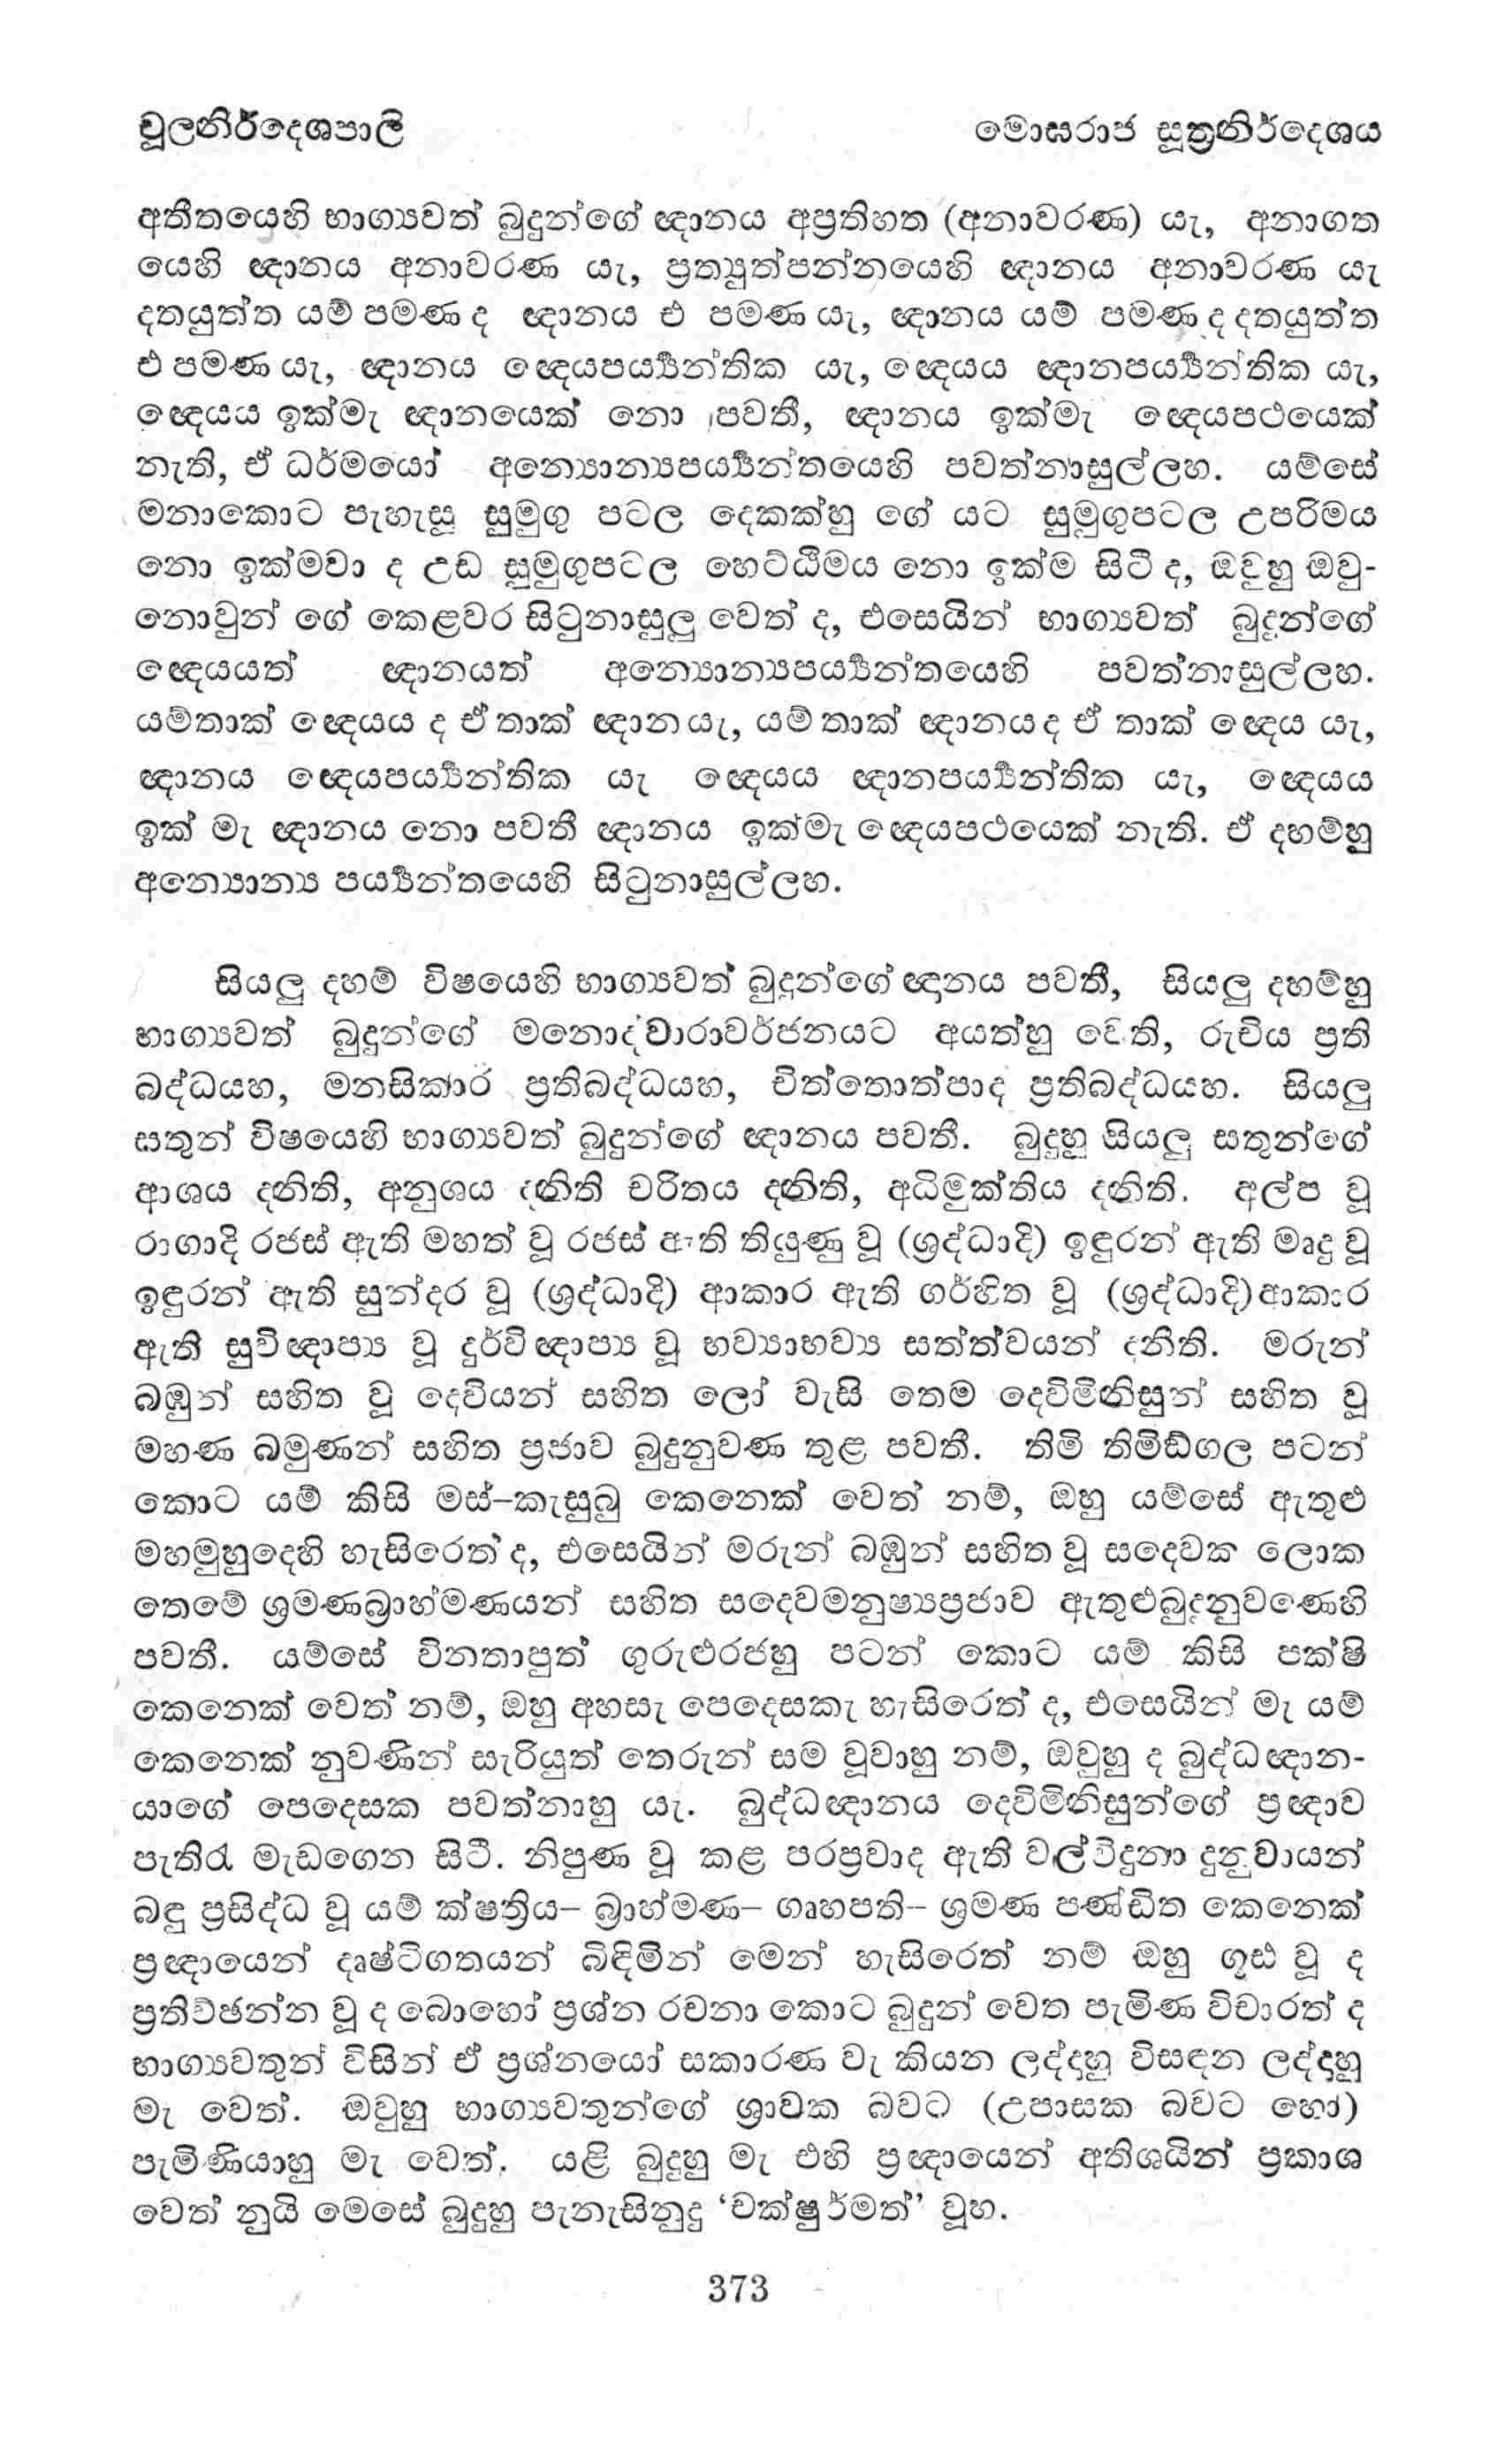 චූලනිර්දෙශපාලි
මොඝරාජ සූත්‍රනිර්දෙශය
අතීතයෙහි භාග්‍යවත් බුදුන්ගේ ඥානය අප්‍රතිහත (අනාවරණ) යැ, අනාගත
යෙහි ඥානය අනාවරණ යැ, ප්‍රත්‍යුත්පන්නයෙහි ඥානය අනාවරණ යැ
දතයුත්ත යම් පමණ ද ඥානය එ පමණ යැ, ඥානය යම් පමණ ද දතයුත්ත
එ පමණ යැ, ඥානය ඥෙයපර්‍ය්‍යන්තික යැ, ඥෙයය ඥානපර්‍ය්‍යන්තික යැ,
ඥෙයය ඉක්මැ ඥානයෙක් නො පවතී, ඥානය ඉක්මැ ඥෙයපථයෙක්
නැති, ඒ ධර්මයෝ අන්‍යොන්‍යපර්‍ය්‍යන්තයෙහි පවත්නාසුල්ලහ. යම්සේ
මනාකොට පැහැසූ සුමුගු පටල දෙකක්හු ගේ යට සුමුගුපටල උපරිමය
නො ඉක්මවා ද උඩ සුමුගුපටල හෙට්ඨිමය නො ඉක්ම සිටී ද, ඔවුහු ඔවු-
නොවුන් ගේ කෙළවර සිටුනාසුලු වෙත් ද, එසෙයින් භාග්‍යවත් බුදුන්ගේ
ඥෙයයත් ඥානයත් අන්‍යොන්‍යපර්‍ය්‍යන්තයෙහි පවත්නාසුල්ලහ.
යම්තාක් ඥෙයය ද ඒ තාක් ඥාන යැ, යම් තාක් ඥානය ද ඒ තාක් ඥෙය යැ,
ඥානය ඥෙයපර්‍ය්‍යන්තික යැ ඥෙයය ඥානපර්‍ය්‍යන්තික යැ, ඥෙයය
ඉක් මැ ඥානය නො පවතී ඥානය ඉක්මැ ඥෙයපථයෙක් නැති. ඒ දහම්හු
අන්‍යොන්‍ය පර්‍ය්‍යන්තයෙහි සිටුනාසුල්ලහ.
සියලු දහම් විෂයෙහි භාග්‍යවත් බුදුන්ගේ ඥානය පවතී, සියලු දහම්හු
භාග්‍යවත් බුදුන්ගේ මනොද්වාරාවර්ජනයට අයත්හු වෙති, රුචිය ප්‍රති
බද්ධයහ, මනසිකාර ප්‍රතිබද්ධයහ, චිත්තොත්පාද ප්‍රතිබද්ධයහ. සියලු
සතුන් විෂයෙහි භාග්‍යවත් බුදුන්ගේ ඥානය පවතී. බුදුහු සියලු සතුන්ගේ
ආශය දනිති, අනුශය දනිති චරිතය දනිති, අධිමුක්තිය දනිති. අල්ප වූ
රාගාදි රජස් ඇති මහත් වූ රජස් ඇති තියුණු වූ (ශ්‍රද්ධාදි) ඉඳුරන් ඇති මෘදු වූ
ඉඳුරන් ඇති සුන්දර වූ (ශ්‍රද්ධාදි) ආකාර ඇති ගර්හිත වූ (ශ්‍රද්ධාදි) ආකාර
ඇති සුවිඥාප්‍ය වූ දුර්විඥාප්‍ය වූ භව්‍යාභව්‍ය සත්ත්වයන් දනිති. මරුන්
බඹුන් සහිත වූ දෙවියන් සහිත ලෝ වැසි තෙම දෙවිමිනිසුන් සහිත වූ
මහණ බමුණන් සහිත ප්‍රජාව බුදුනුවණ තුළ පවතී. තිමි තිමිඞ්ගල පටන්
කොට යම් කිසි මස්–කැසුබු කෙනෙක් වෙත් නම්, ඔහු යම්සේ ඇතුළු
මහමුහුදෙහි හැසිරෙත් ද, එසෙයින් මරුන් බඹුන් සහිත වූ සදෙවක ලොක
තෙමේ ශ්‍රමණබ්‍රාහ්මණයන් සහිත සදෙවමනුෂ්‍යප්‍රජාව ඇතුළුබුදුනුවණෙහි
පවතී. යම්සේ විනතාපුත් ගුරුළුරජහු පටන් කොට යම් කිසි පක්ෂි
කෙනෙක් වෙත් නම්, ඔහු අහසැ පෙදෙසකැ හැසිරෙත් ද, එසෙයින් මැ යම්
කෙනෙක් නුවණින් සැරියුත් තෙරුන් සම වූවාහු නම්, ඔවුහු ද බුද්ධඥාන-
යාගේ පෙදෙසක පවත්නාහු යැ. බුද්ධඥානය දෙවිමිනිසුන්ගේ ප්‍රඥාව
පැතිරැ මැඩගෙන සිටී. නිපුණ වූ කළ පරප්‍රවාද ඇති වල්විදුනා දුනුවායන්
බඳු ප්‍රසිද්ධ වූ යම් ක්ෂත්‍රිය– බ්‍රාහ්මණ– ගෘහපති– ශ්‍රමණ පණ්ඩිත කෙනෙක්
ප්‍රඥායෙන් දෘෂ්ටිගතයන් බිඳිමින් මෙන් හැසිරෙත් නම් ඔහු ගූඪ වූ ද
ප්‍රතිච්ඡන්න වූ ද බොහෝ ප්‍රශ්න රචනා කොට බුදුන් වෙත පැමිණ විචාරත් ද
භාග්‍යවතුන් විසින් ඒ ප්‍රශ්නයෝ සකාරණ වැ කියන ලද්දහු විසඳන ලද්දහු
මැ වෙත්. ඔවුහු භාග්‍යවතුන්ගේ ශ්‍රාවක බවට (උපාසක බවට හෝ)
පැමිණියාහු මැ වෙත්. යළි බුදුහු මැ එහි ප්‍රඥායෙන් අතිශයින් ප්‍රකාශ
වෙත් නුයි මෙසේ බුදුහු පැනැසිනුදු ‘චක්ෂුර්මත්’ වූහ.
373